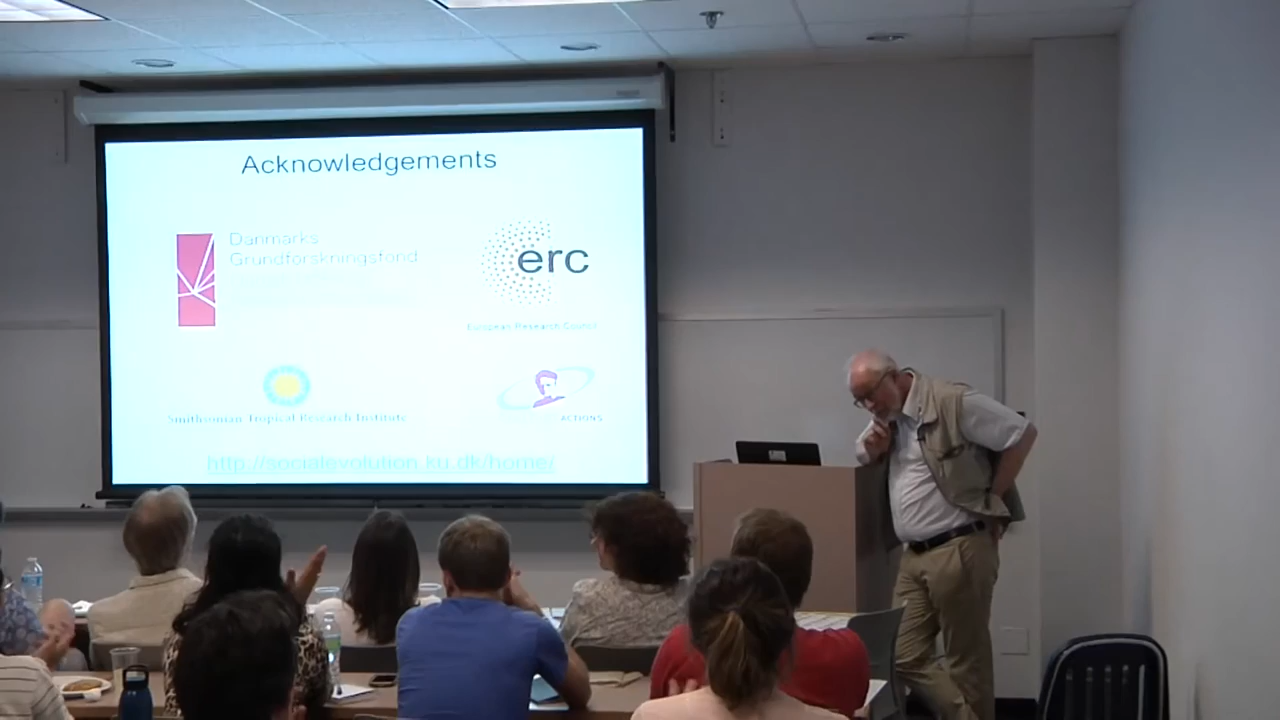 Acknowledgements
Danmarks
Grundforskningsfond
erc
European Research Council
Smithsonian Tropical Research Institute
ACTIONS
http://socialevolution.ku.dk/home/